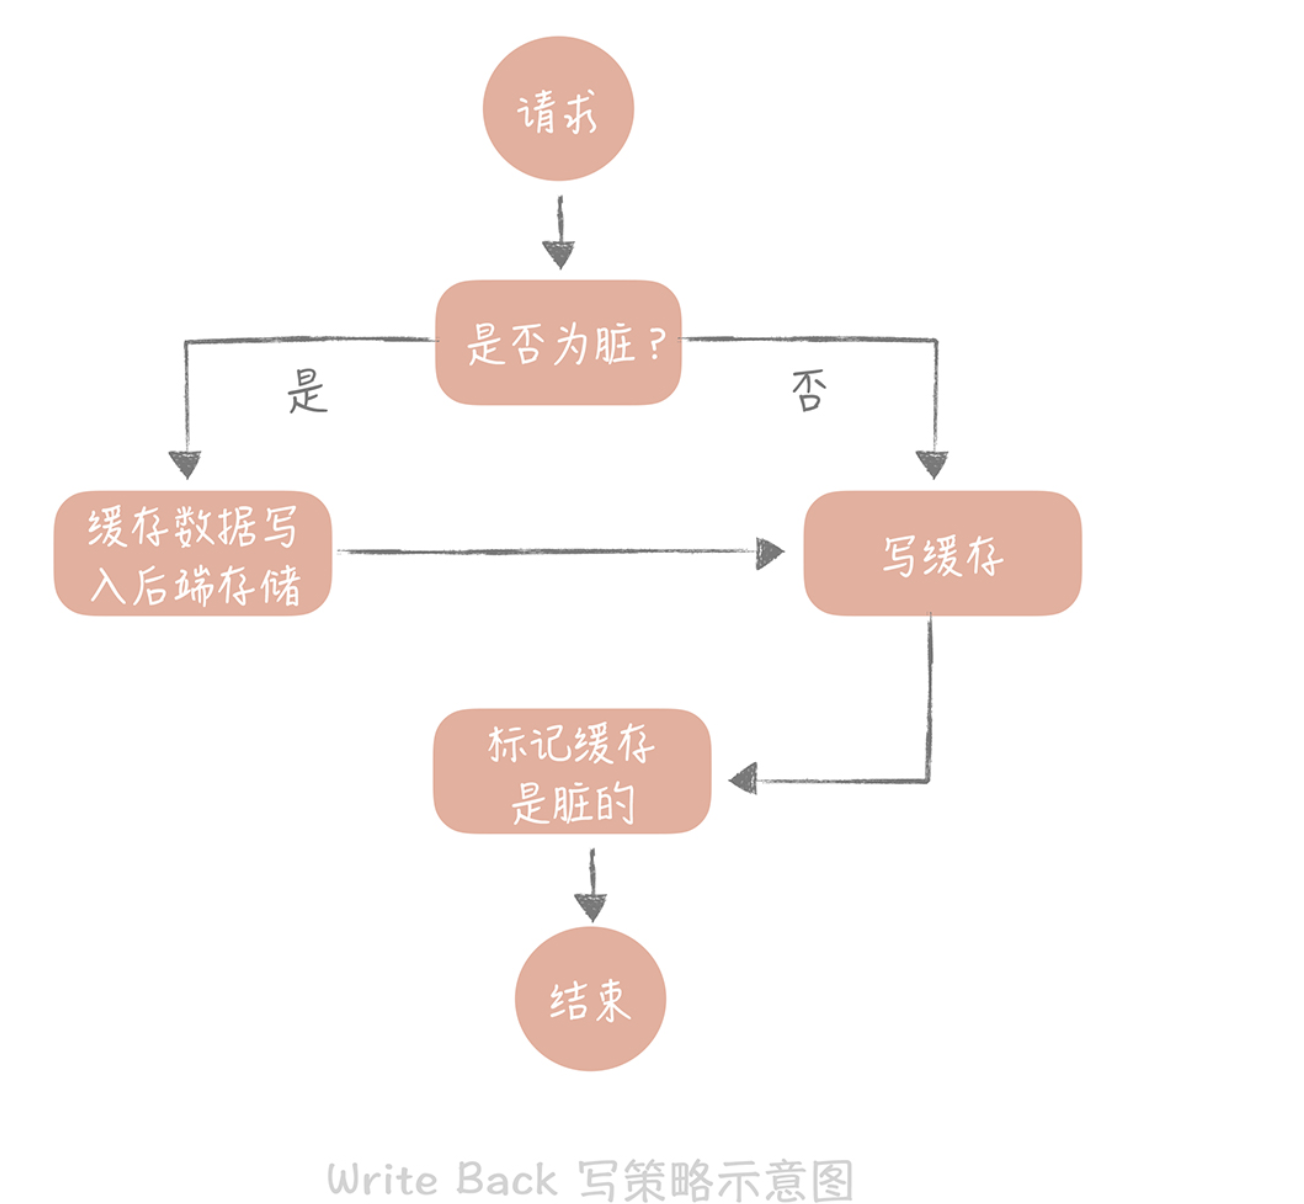 请求
是否为脏？
是
否
缓存数据写
入后端存储
写缓存
标记缓存
是脏的
结束
Write Back 写策略示意图